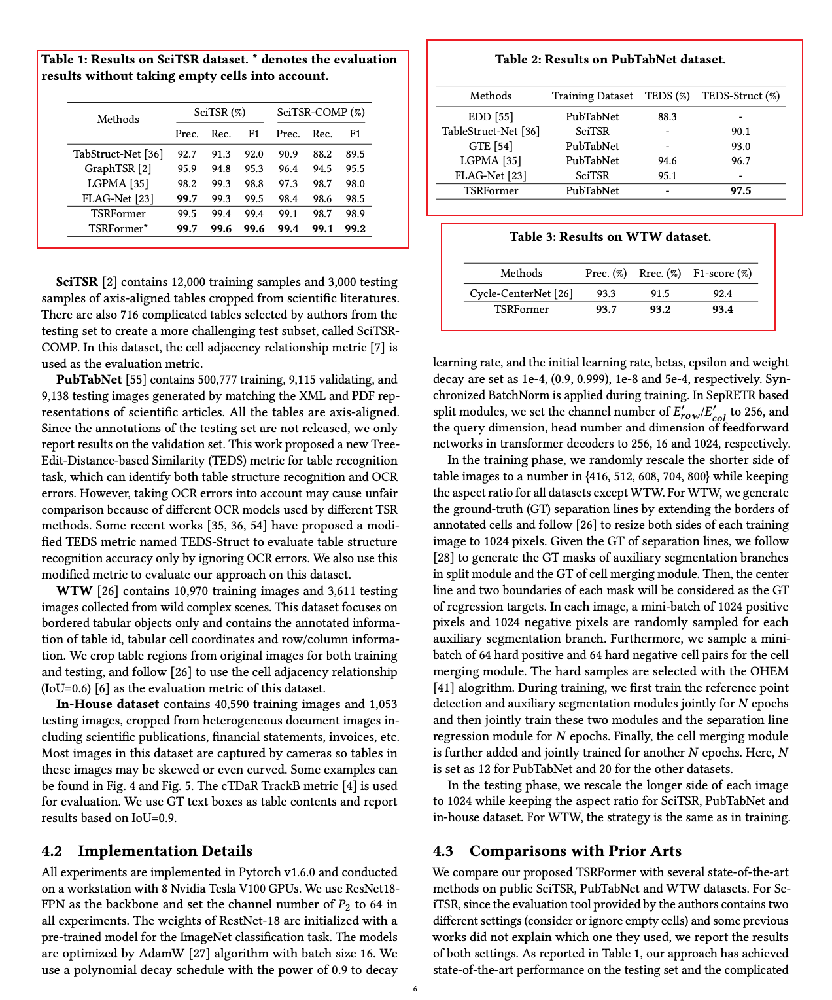 Table 1: Results on SciTSR dataset. * denotes the evaluation
results without taking empty cells into account.
Methods SciTSR (%) SciTSR-COMP (%)
Prec. Rec. F1 Prec. Rec. F1
TabStruct-Net [36] 92.7 91.3 92.0 90.9 88.2 89.5
GraphTSR [2] 95.9 94.8 95.3 96.4 94.5 95.5
LGPMA [35] 98.2 99.3 98.8 97.3 98.7 98.0
FLAG-Net [23] 99.7 99.3 99.5 98.4 98.6 98.5
TSRFormer 99.5 99.4 99.4 99.1 98.7 98.9
TSRFormer* 99.7 99.6 99.6 99.4 99.1 99.2
SciTSR [2] contains 12,000 training samples and 3,000 testing
samples of axis-aligned tables cropped from scientific literatures.
There are also 716 complicated tables selected by authors from the
testing set to create a more challenging test subset, called SciTSR-
COMP. In this dataset, the cell adjacency relationship metric [7] is
used as the evaluation metric.
PubTabNet [55] contains 500,777 training, 9,115 validating, and
9,138 testing images generated by matching the XML and PDF rep-
resentations of scientific articles. All the tables are axis-aligned.
Since the annotations of the testing set are not released, we only
report results on the validation set. This work proposed a new Tree-
Edit-Distance-based Similarity (TEDS) metric for table recognition
task, which can identify both table structure recognition and OCR
errors. However, taking OCR errors into account may cause unfair
comparison because of different OCR models used by different TSR
methods. Some recent works [35, 36, 54] have proposed a modi-
fied TEDS metric named TEDS-Struct to evaluate table structure
recognition accuracy only by ignoring OCR errors. We also use this
modified metric to evaluate our approach on this dataset.
WTW [26] contains 10,970 training images and 3,611 testing
images collected from wild complex scenes. This dataset focuses on
bordered tabular objects only and contains the annotated informa-
tion of table id, tabular cell coordinates and row/column informa-
tion. We crop table regions from original images for both training
and testing, and follow [26] to use the cell adjacency relationship
(IoU=0.6) [6] as the evaluation metric of this dataset.
In-House dataset contains 40,590 training images and 1,053
testing images, cropped from heterogeneous document images in-
cluding scientific publications, financial statements, invoices, etc.
Most images in this dataset are captured by cameras so tables in
these images may be skewed or even curved. Some examples can
be found in Fig. 4 and Fig. 5. The cTDaR TrackB metric [4] is used
for evaluation. We use GT text boxes as table contents and report
results based on IoU=0.9.
4.2 Implementation Details
All experiments are implemented in Pytorch v1.6.0 and conducted
on a workstation with 8 Nvidia Tesla V100 GPUs. We use ResNet18-
FPN as the backbone and set the channel number of P2 to 64 in
all experiments. The weights of RestNet-18 are initialized with a
pre-trained model for the ImageNet classification task. The models
are optimized by AdamW [27] algorithm with batch size 16. We
use a polynomial decay schedule with the power of 0.9 to decay
Table 2: Results on PubTabNet dataset.
Methods Training Dataset TEDS (%) TEDS-Struct (%)
EDD [55] PubTabNet 88.3 -
TableStruct-Net [36] SciTSR - 90.1
GTE [54] PubTabNet - 93.0
LGPMA [35] PubTabNet 94.6 96.7
FLAG-Net [23] SciTSR 95.1 -
TSRFormer PubTabNet - 97.5
Table 3: Results on WTW dataset.
Methods Prec. (%) Rrec. (%) F1-score (%)
Cycle-CenterNet [26] 93.3 91.5 92.4
TSRFormer 93.7 93.2 93.4
learning rate, and the initial learning rate, betas, epsilon and weight
decay are set as 1e-4, (0.9, 0.999), 1e-8 and 5e-4, respectively. Syn-
chronized BatchNorm is applied during training. In SepRETR based
split modules, we set the channel number of E′row/E′col to 256, and
the query dimension, head number and dimension of feedforward
networks in transformer decoders to 256, 16 and 1024, respectively.
In the training phase, we randomly rescale the shorter side of
table images to a number in {416, 512, 608, 704, 800} while keeping
the aspect ratio for all datasets except WTW. For WTW, we generate
the ground-truth (GT) separation lines by extending the borders of
annotated cells and follow [26] to resize both sides of each training
image to 1024 pixels. Given the GT of separation lines, we follow
[28] to generate the GT masks of auxiliary segmentation branches
in split module and the GT of cell merging module. Then, the center
line and two boundaries of each mask will be considered as the GT
of regression targets. In each image, a mini-batch of 1024 positive
pixels and 1024 negative pixels are randomly sampled for each
auxiliary segmentation branch. Furthermore, we sample a mini-
batch of 64 hard positive and 64 hard negative cell pairs for the cell
merging module. The hard samples are selected with the OHEM
[41] alogrithm. During training, we first train the reference point
detection and auxiliary segmentation modules jointly for N epochs
and then jointly train these two modules and the separation line
regression module for N epochs. Finally, the cell merging module
is further added and jointly trained for another N epochs. Here, N
is set as 12 for PubTabNet and 20 for the other datasets.
In the testing phase, we rescale the longer side of each image
to 1024 while keeping the aspect ratio for SciTSR, PubTabNet and
in-house dataset. For WTW, the strategy is the same as in training.
4.3 Comparisons with Prior Arts
We compare our proposed TSRFormer with several state-of-the-art
methods on public SciTSR, PubTabNet and WTW datasets. For Sc-
iTSR, since the evaluation tool provided by the authors contains two
different settings (consider or ignore empty cells) and some previous
works did not explain which one they used, we report the results
of both settings. As reported in Table 1, our approach has achieved
state-of-the-art performance on the testing set and the complicated
6